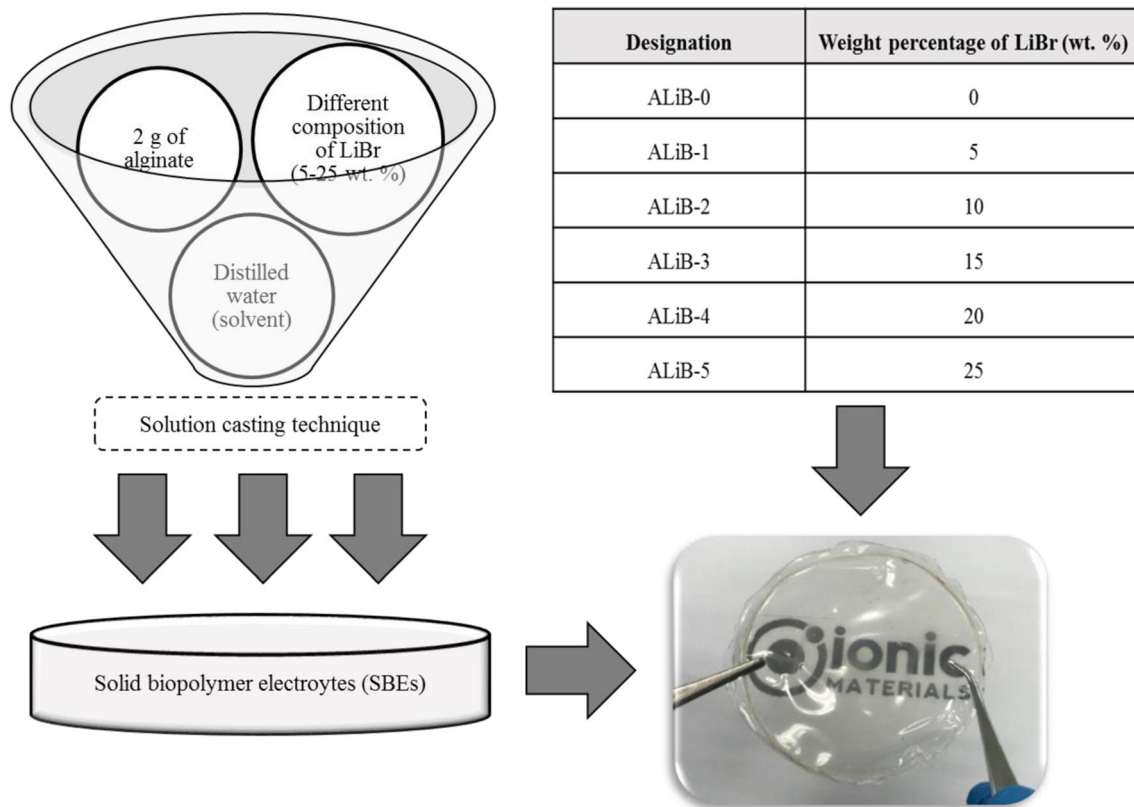 2 g of
alginate
Different
composition
of LiBr
(5-25 wt. %)
Distilled
water
(solvent)
Solution casting technique
Solid biopolymer electroytes (SBEs)
Designation Weight percentage of LiBr (wt. %)
ALiB-0 0
ALiB-1 5
ALiB-2 10
ALiB-3 15
ALiB-4 20
ALiB-5 25
ionic
MATERIALS